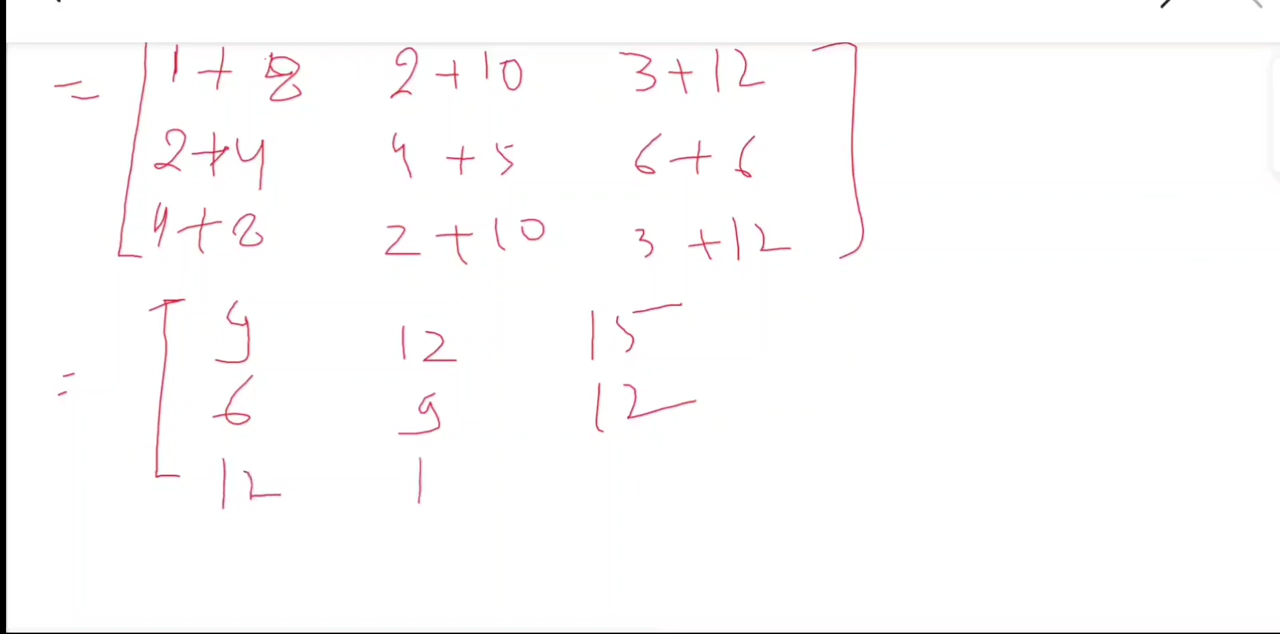 = [ 1+8 2+10 3+12 ]
2+4 4+5 6+6
4+8 2+10 3+12
= [ 9 12 15
6 9 12
12 1